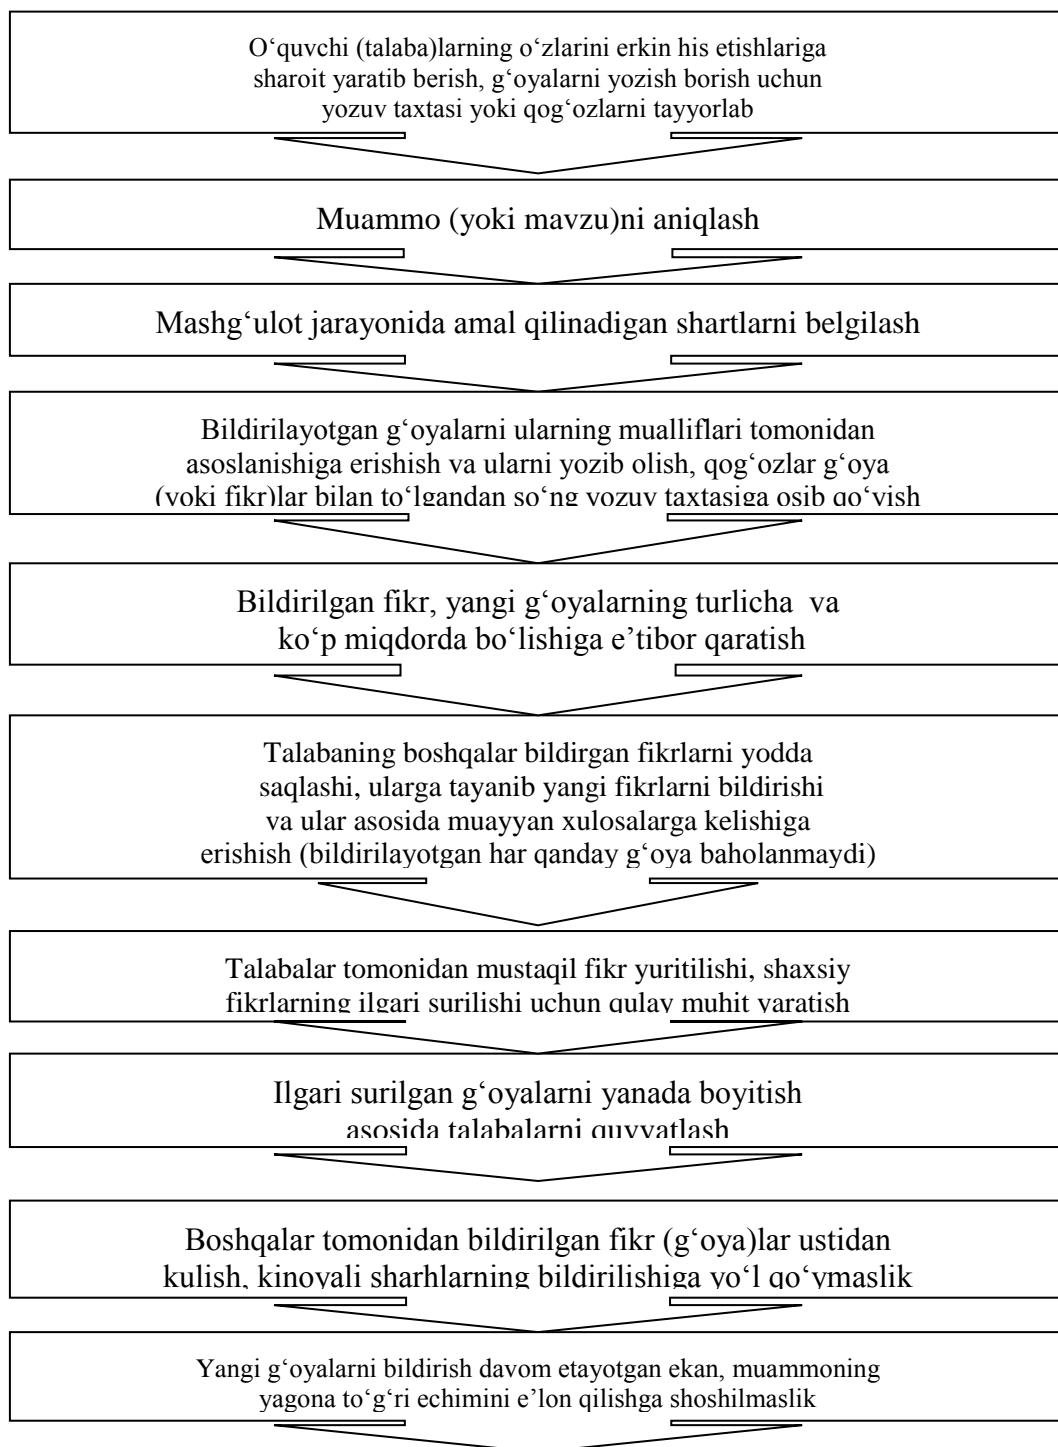 O‘quvchi (talaba)larning o‘zlarini erkin his etishlariga
sharoit yaratib berish, g‘oyalarni yozish borish uchun
yozuv taxtasi yoki qog‘ozlarni tayyorlab
Muammo (yoki mavzu)ni aniqlash
Mashg‘ulot jarayonida amal qilinadigan shartlarni belgilash
Bildirilayotgan g‘oyalarni ularning mualliflari tomonidan
asoslanishiga erishish va ularni yozib olish, qog‘ozlar g‘oya
(yoki fikr)lar bilan to‘lgandan so‘ng yozuv taxtasiga osib qo‘yish
Bildirilgan fikr, yangi g‘oyalarning turlicha va
ko‘p miqdorda bo‘lishiga e’tibor qaratish
Talabaning boshqalar bildirgan fikrlarni yodda
saqlashi, ularga tayanib yangi fikrlarni bildirishi
va ular asosida muayyan xulosalarga kelishiga
erishish (bildirilayotgan har qanday g‘oya baholanmaydi)
Talabalar tomonidan mustaqil fikr yuritilishi, shaxsiy
fikrlarning ilgari surilishi uchun qulay muhit yaratish
Ilgari surilgan g‘oyalarni yanada boyitish
asosida talabalarni quvvatlash
Boshqalar tomonidan bildirilgan fikr (g‘oya)lar ustidan
kulish, kinoyali sharhlarning bildirilishiga yo‘l qo‘ymaslik
Yangi g‘oyalarni bildirish davom etayotgan ekan, muammoning
yagona to‘g‘ri echimini e’lon qilishga shoshilmaslik